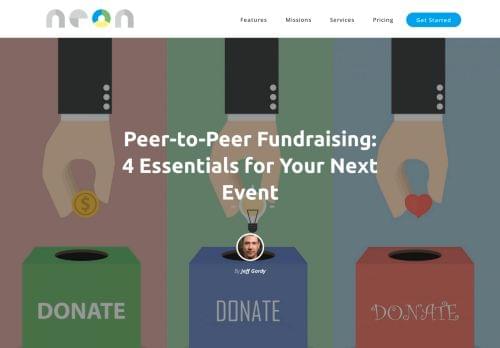 neon
Features Missions Services Pricing Get Started
Peer-to-Peer Fundraising:
4 Essentials for Your Next
Event
$
By Jeff Gordy
DONATE DONATE DONATE